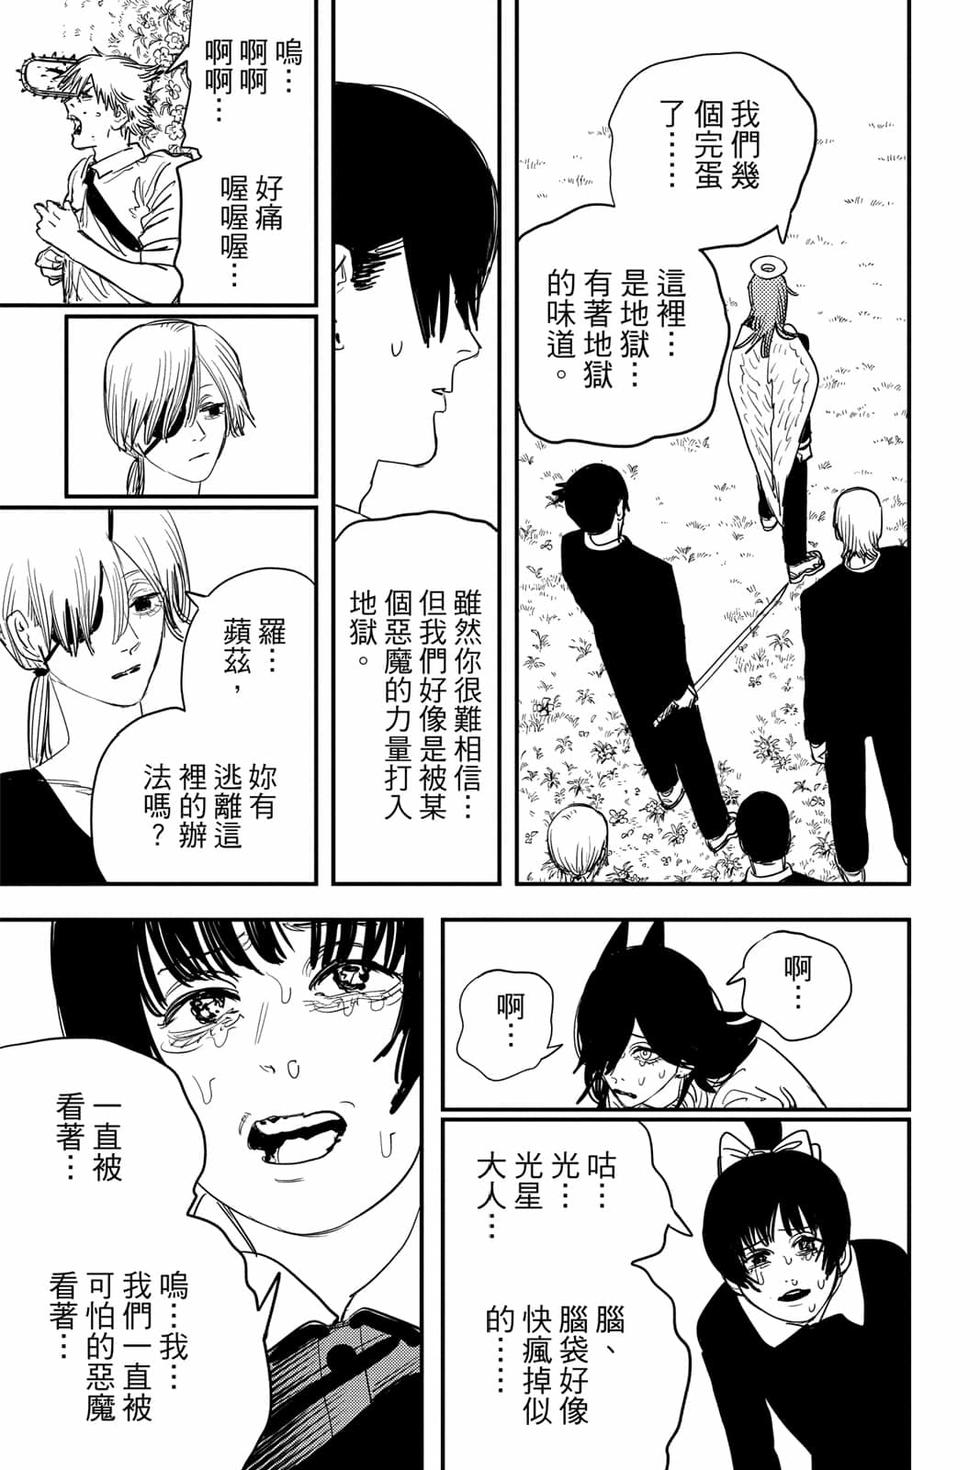 我們幾
個完蛋
了……
這裡…
是地獄…
有著地獄
的味道。
雖然你很難相信…
但我們好像是被某
個惡魔的力量打入
地獄。
嗚…
啊啊
啊啊…
好痛
喔喔喔…
羅…
蘋茲，
妳有
逃離這
裡的辦
法嗎？
啊…
啊…
咕…
光…
光星
大人…
腦、
腦袋好像
快瘋掉似
的……
一直被
看著…
嗚…我…
我們一直被
可怕的惡魔
看著…